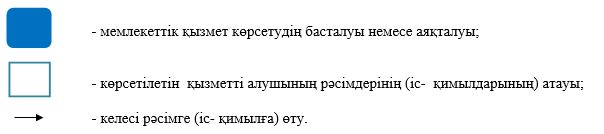 - мемлекеттік қызмет көрсетудің басталуы немесе аяқталуы;
- көрсетілетін қызметті алушының рәсімдерінің (іс- қимылдарының) атауы;
- келесі рәсімге (іс- қимылға) өту.